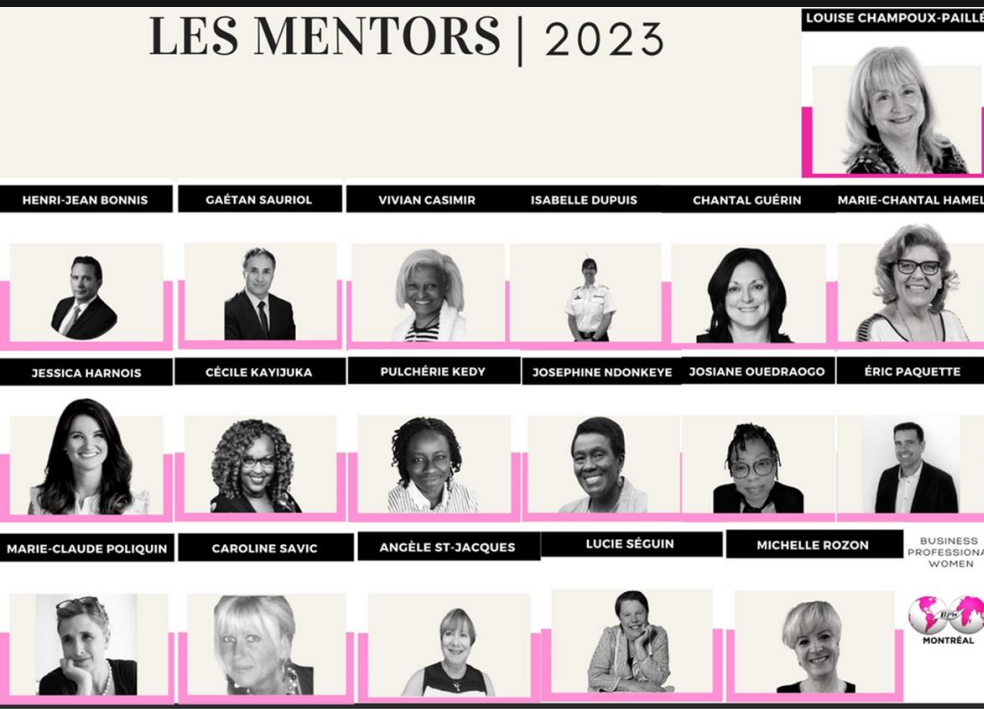 LES MENTORS | 2023
LOUISE CHAMPOUX-PAILLÉ
HENRI-JEAN BONNIS
GAÉTAN SAURIOL
VIVIAN CASIMIR
ISABELLE DUPUIS
CHANTAL GUÉRIN
MARIE-CHANTAL HAMEL
JESSICA HARNOIS
CÉCILE KAYIJUKA
PULCHÉRIE KEDY
JOSEPHINE NDONKEYE
JOSIANE OUEDRAOGO
ÉRIC PAQUETTE
MARIE-CLAUDE POLIQUIN
CAROLINE SAVIC
ANGÈLE ST-JACQUES
LUCIE SÉGUIN
MICHELLE ROZON
BUSINESS
PROFESSIONA
WOMEN
BPW
MONTRÉAL